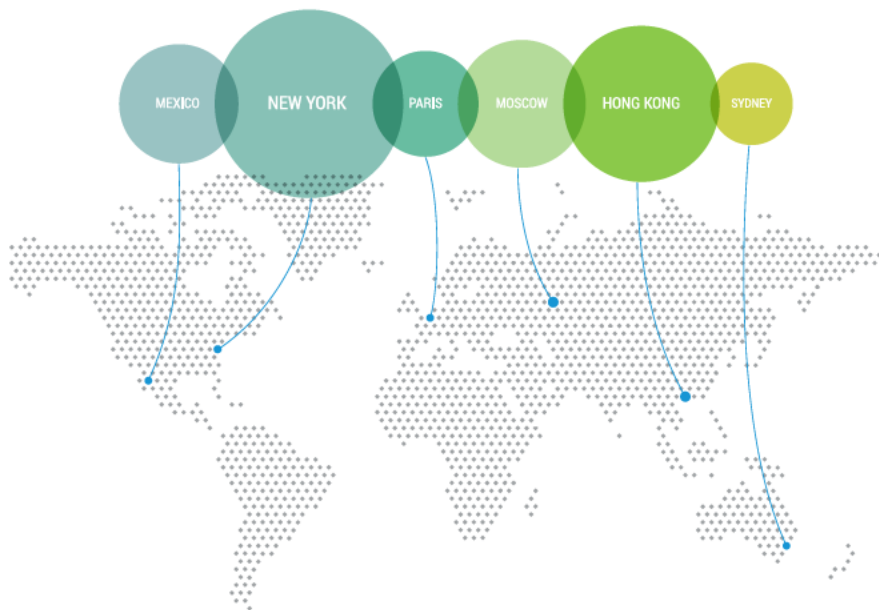 MEXICO
NEW YORK
PARIS
MOSCOW
HONG KONG
SYDNEY